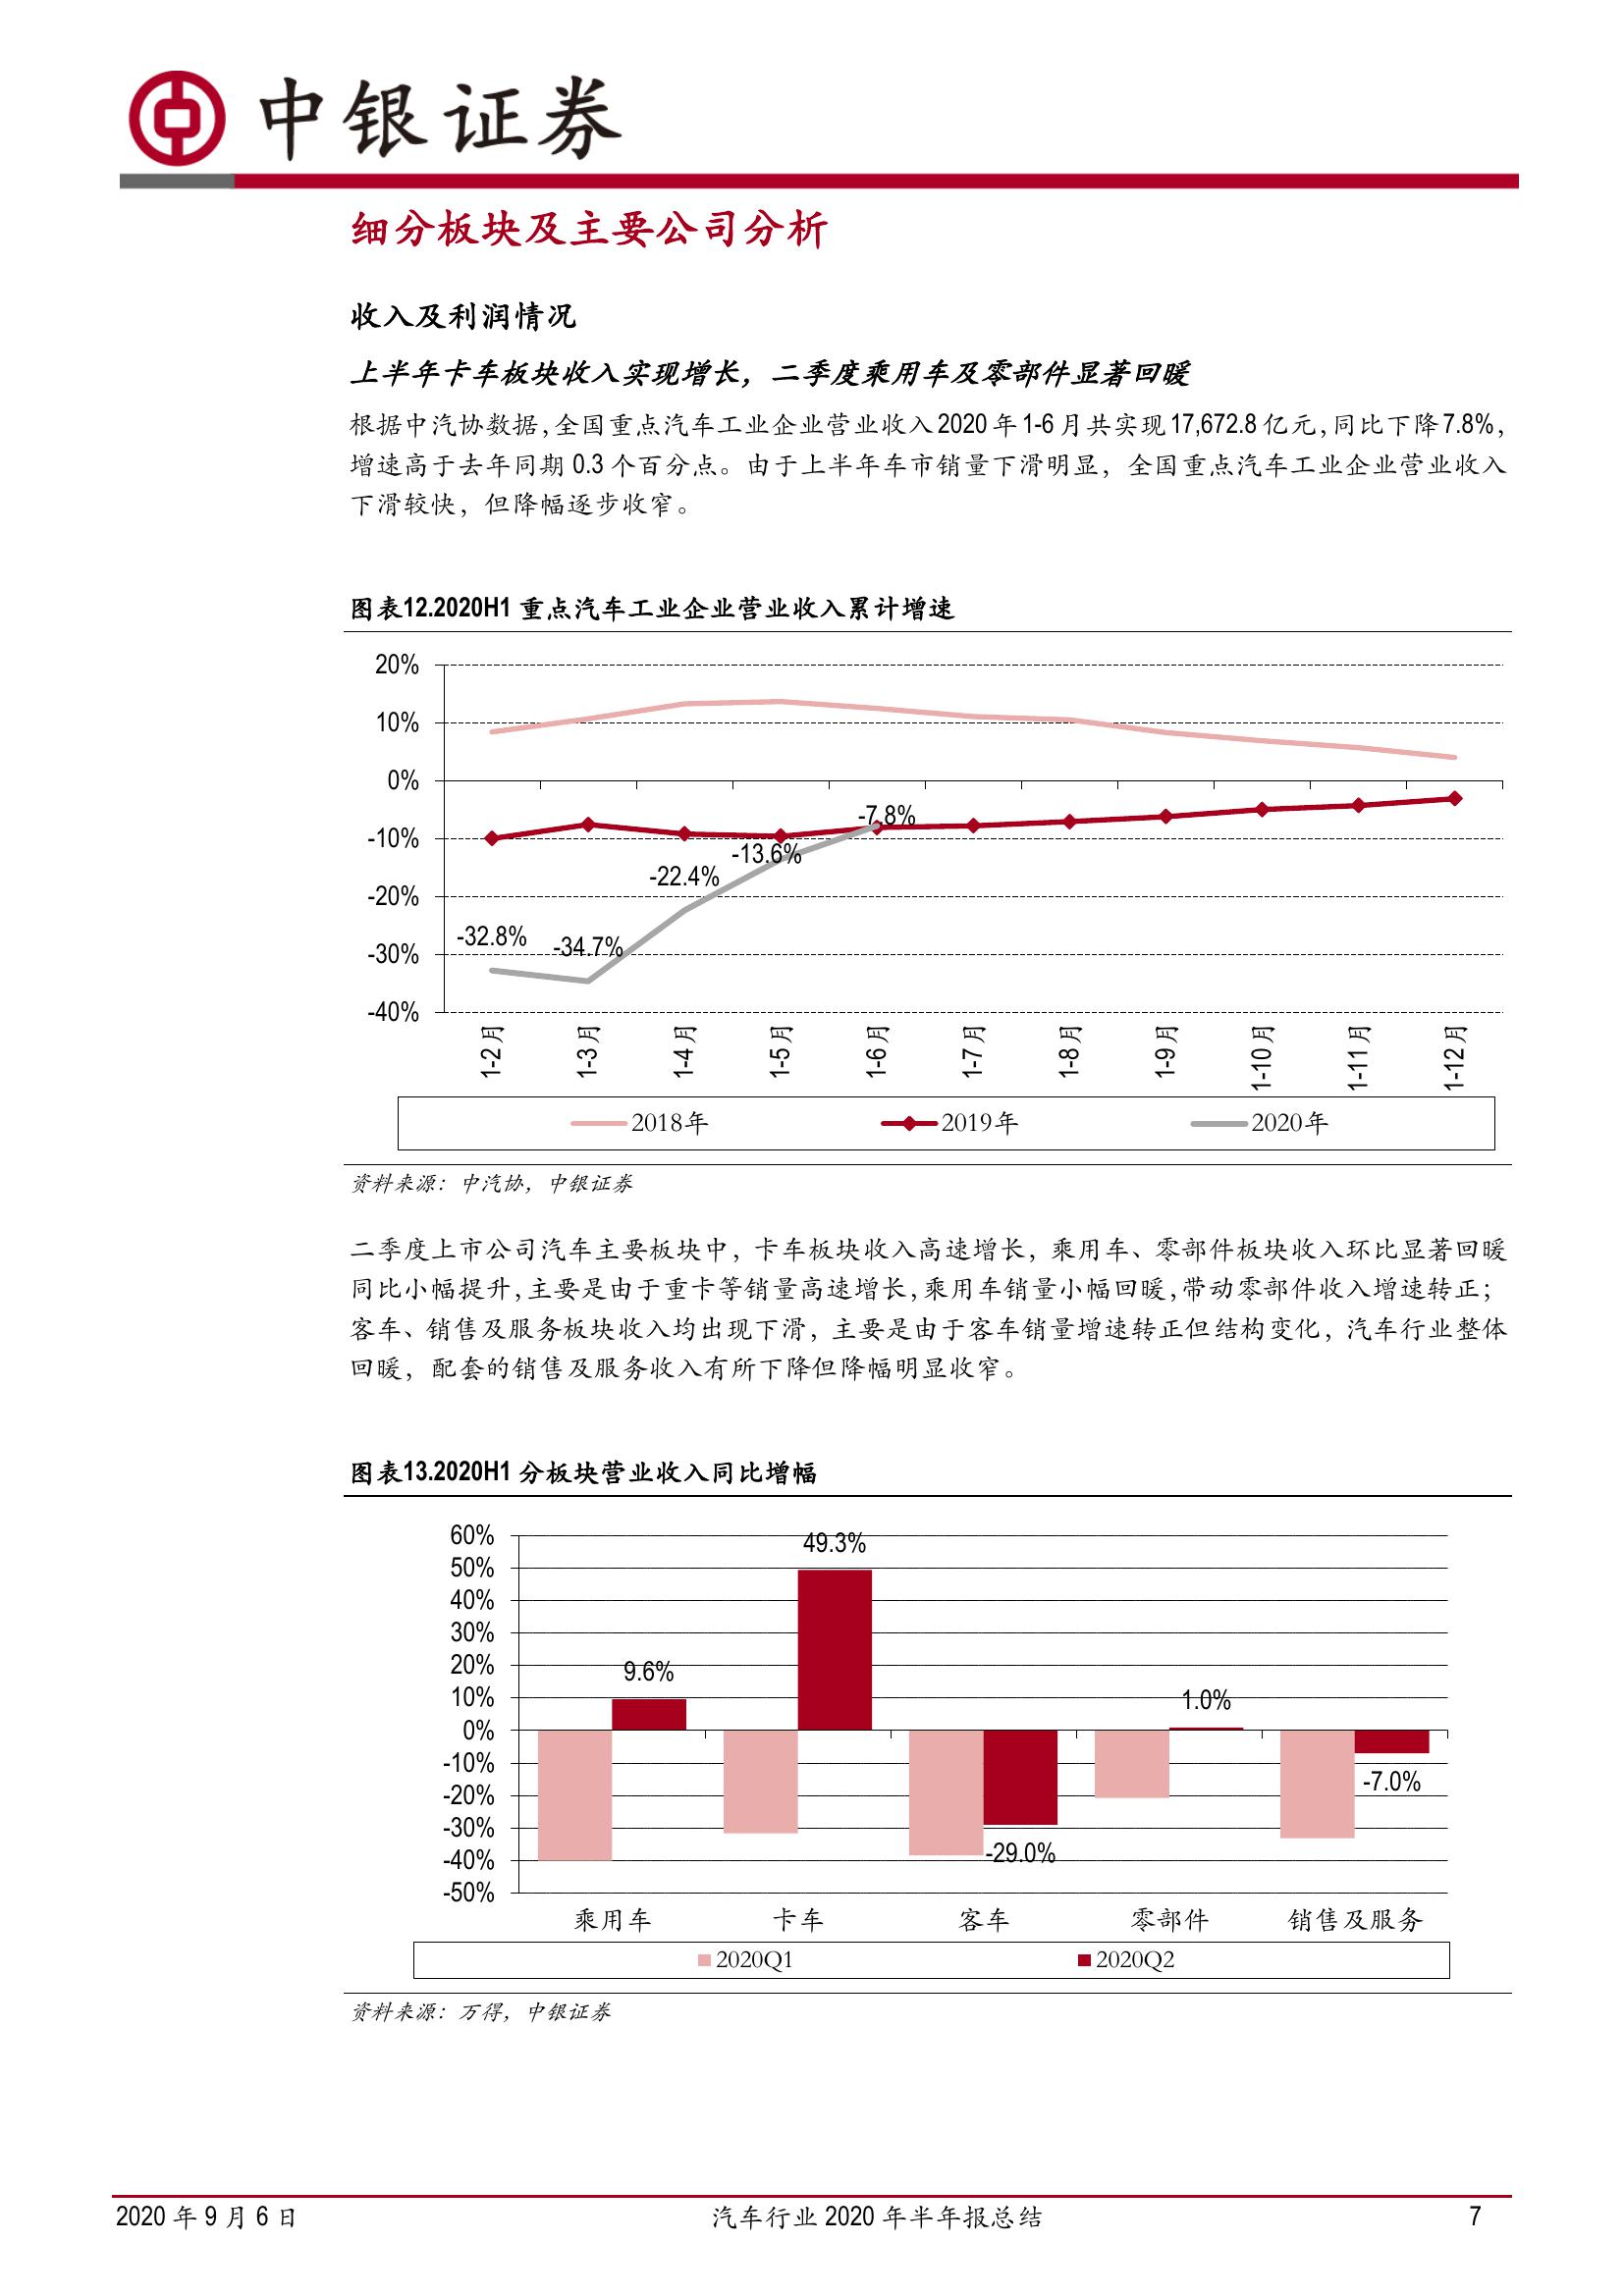 中银证券
细分板块及主要公司分析
收入及利润情况
上半年卡车板块收入实现增长，二季度乘用车及零部件显著回暖
根据中汽协数据，全国重点汽车工业企业营业收入2020年1-6月共实现17,672.8亿元，同比下降7.8%，
增速高于去年同期 0.3 个百分点。由于上半年车市销量下滑明显，全国重点汽车工业企业营业收入
下滑较快，但降幅逐步收窄。
图表12.2020H1 重点汽车工业企业营业收入累计增速
20%
10%
0%
-10%
-20%
-30%
-40%
-32.8%
-34.7%
-22.4%
-13.6%
-7.8%
1-2月
1-3月
1-4月
1-5月
1-6月
1-7月
1-8月
1-9月
1-10月
1-11月
1-12月
2018年 2019年 2020年
资料来源：中汽协，中银证券
二季度上市公司汽车主要板块中，卡车板块收入高速增长，乘用车、零部件板块收入环比显著回暖
同比小幅提升，主要是由于重卡等销量高速增长，乘用车销量小幅回暖，带动零部件收入增速转正；
客车、销售及服务板块收入均出现下滑，主要是由于客车销量增速转正但结构变化，汽车行业整体
回暖，配套的销售及服务收入有所下降但降幅明显收窄。
图表13.2020H1 分板块营业收入同比增幅
60%
50%
40%
30%
20%
10%
0%
-10%
-20%
-30%
-40%
-50%
9.6%
49.3%
-29.0%
1.0%
-7.0%
乘用车 卡车 客车 零部件 销售及服务
2020Q1 2020Q2
资料来源：万得，中银证券
2020 年 9 月 6 日 汽车行业 2020 年半年报总结 7